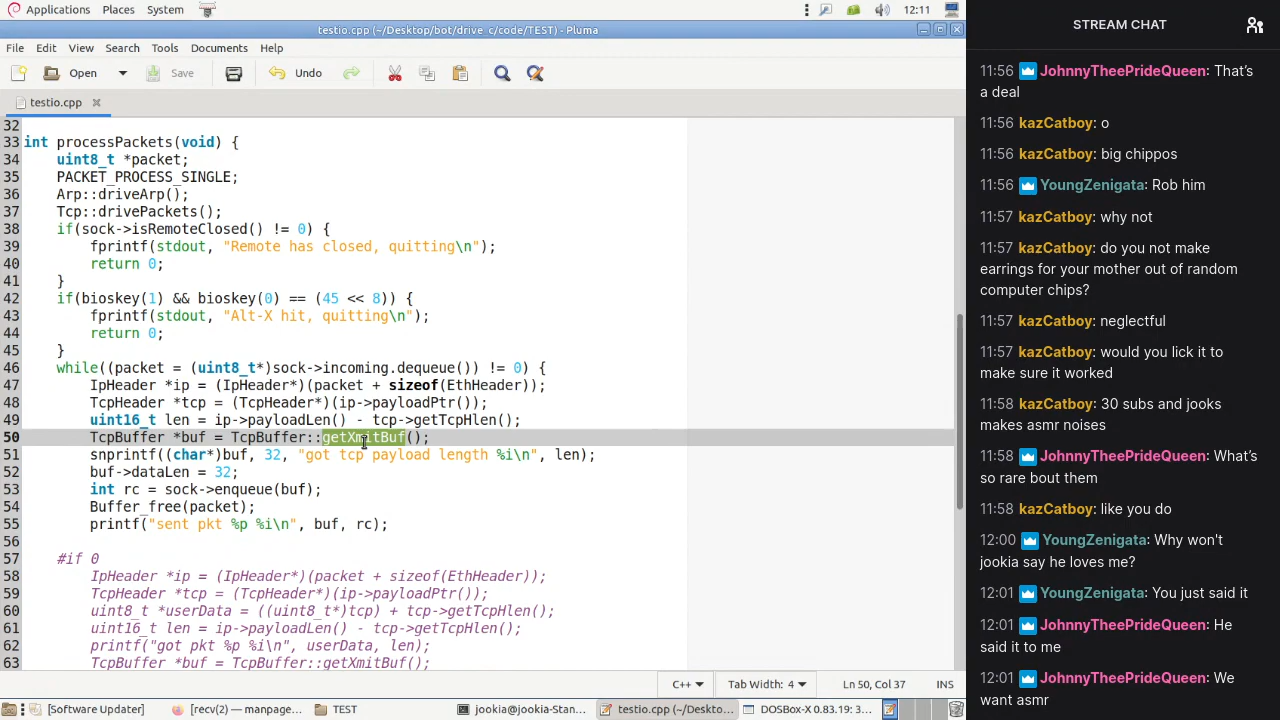 Applications Places System 12:11
testio.cpp (~/Desktop/bot/drive_c/code/TEST) - Pluma
File Edit View Search Tools Documents Help
Open Save Undo
testio.cpp
32
33 int processPackets(void) {
34 uint8_t *packet;
35 PACKET_PROCESS_SINGLE;
36 Arp::driveArp();
37 Tcp::drivePackets();
38 if(sock->isRemoteClosed() != 0) {
39 fprintf(stdout, "Remote has closed, quitting\n");
40 return 0;
41 }
42 if(bioskey(1) && bioskey(0) == (45 << 8)) {
43 fprintf(stdout, "Alt-X hit, quitting\n");
44 return 0;
45 }
46 while((packet = (uint8_t*)sock->incoming.dequeue()) != 0) {
47 IpHeader *ip = (IpHeader*)(packet + sizeof(EthHeader));
48 TcpHeader *tcp = (TcpHeader*)(ip->payloadPtr());
49 uint16_t len = ip->payloadLen() - tcp->getTcpHlen();
50 TcpBuffer *buf = TcpBuffer::getXmitBuf();
51 snprintf((char*)buf, 32, "got tcp payload length %i\n", len);
52 buf->dataLen = 32;
53 int rc = sock->enqueue(buf);
54 Buffer_free(packet);
55 printf("sent pkt %p %i\n", buf, rc);
56
57 #if 0
58 IpHeader *ip = (IpHeader*)(packet + sizeof(EthHeader));
59 TcpHeader *tcp = (TcpHeader*)(ip->payloadPtr());
60 uint8_t *userData = ((uint8_t*)tcp) + tcp->getTcpHlen();
61 uint16_t len = ip->payloadLen() - tcp->getTcpHlen();
62 printf("got pkt %p %i\n", userData, len);
63 TcpBuffer *buf = TcpBuffer::getXmitBuf();
C++ Tab Width: 4 Ln 50, Col 37 INS
[Software Updater] [recv(2) — manpage... TEST jookia@jookia-Stan... testio.cpp (~/Deskto... DOSBox-X 0.83.19: 3...
STREAM CHAT
11:56 JohnnyTheePrideQueen: That's
a deal
11:56 kazCatboy: o
11:56 kazCatboy: big chippos
11:56 YoungZenigata: Rob him
11:57 kazCatboy: why not
11:57 kazCatboy: do you not make
earrings for your mother out of random
computer chips?
11:57 kazCatboy: neglectful
11:57 kazCatboy: would you lick it to
make sure it worked
11:58 kazCatboy: 30 subs and jooks
makes asmr noises
11:58 JohnnyTheePrideQueen: What's
so rare bout them
11:58 kazCatboy: like you do
12:00 YoungZenigata: Why won't
jookia say he loves me?
12:01 YoungZenigata: You just said it
12:01 JohnnyTheePrideQueen: He
said it to me
12:01 JohnnyTheePrideQueen: We
want asmr